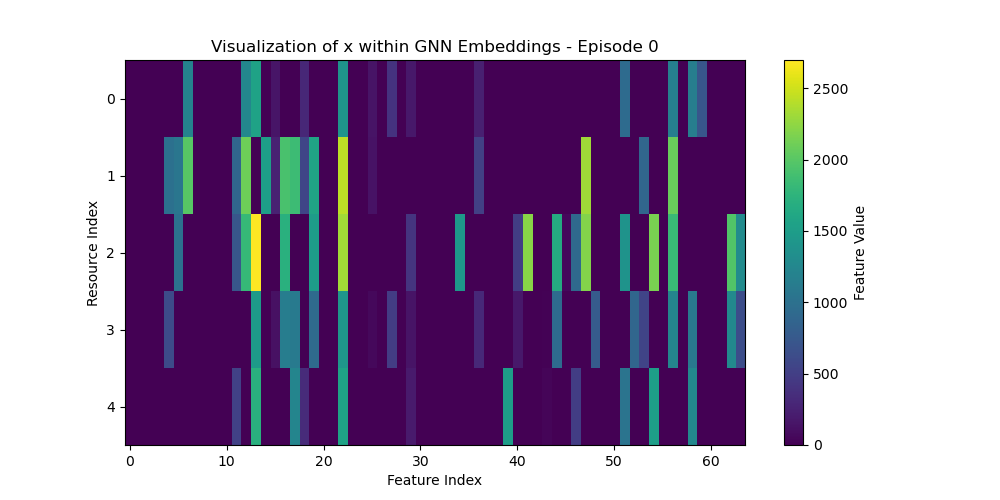 Visualization of x within GNN Embeddings - Episode 0
Resource Index
0
1
2
3
4
0 10 20 30 40 50 60
Feature Index
2500
2000
1500
1000
500
0
Feature Value